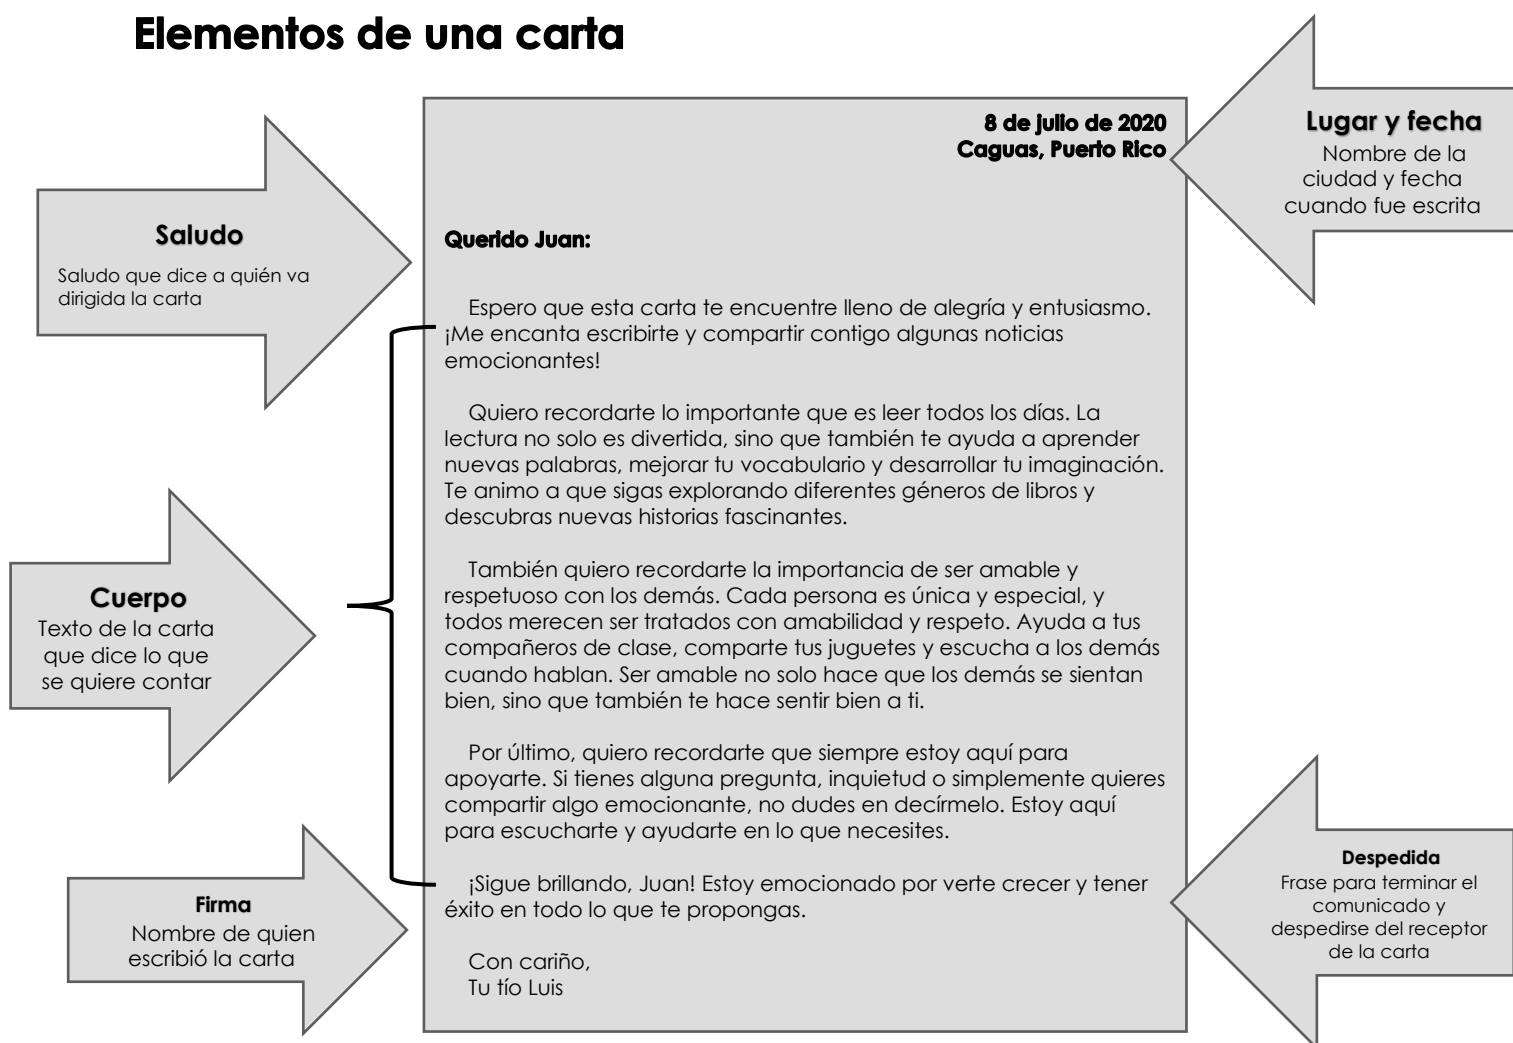 Elementos de una carta
8 de julio de 2020
Caguas, Puerto Rico
Lugar y fecha
Nombre de la
ciudad y fecha
cuando fue escrita
Saludo
Saludo que dice a quién va
dirigida la carta
Querido Juan:
Espero que esta carta te encuentre lleno de alegría y entusiasmo.
¡Me encanta escribirte y compartir contigo algunas noticias
emocionantes!
Quiero recordarte lo importante que es leer todos los días. La
lectura no solo es divertida, sino que también te ayuda a aprender
nuevas palabras, mejorar tu vocabulario y desarrollar tu imaginación.
Te animo a que sigas explorando diferentes géneros de libros y
descubras nuevas historias fascinantes.
También quiero recordarte la importancia de ser amable y
respetuoso con los demás. Cada persona es única y especial, y
todos merecen ser tratados con amabilidad y respeto. Ayuda a tus
compañeros de clase, comparte tus juguetes y escucha a los demás
cuando hablan. Ser amable no solo hace que los demás se sientan
bien, sino que también te hace sentir bien a ti.
Por último, quiero recordarte que siempre estoy aquí para
apoyarte. Si tienes alguna pregunta, inquietud o simplemente quieres
compartir algo emocionante, no dudes en decírmelo. Estoy aquí
para escucharte y ayudarte en lo que necesites.
¡Sigue brillando, Juan! Estoy emocionado por verte crecer y tener
éxito en todo lo que te propongas.
Con cariño,
Tu tío Luis
Cuerpo
Texto de la carta
que dice lo que
se quiere contar
Firma
Nombre de quien
escribió la carta
Despedida
Frase para terminar el
comunicado y
despedirse del receptor
de la carta